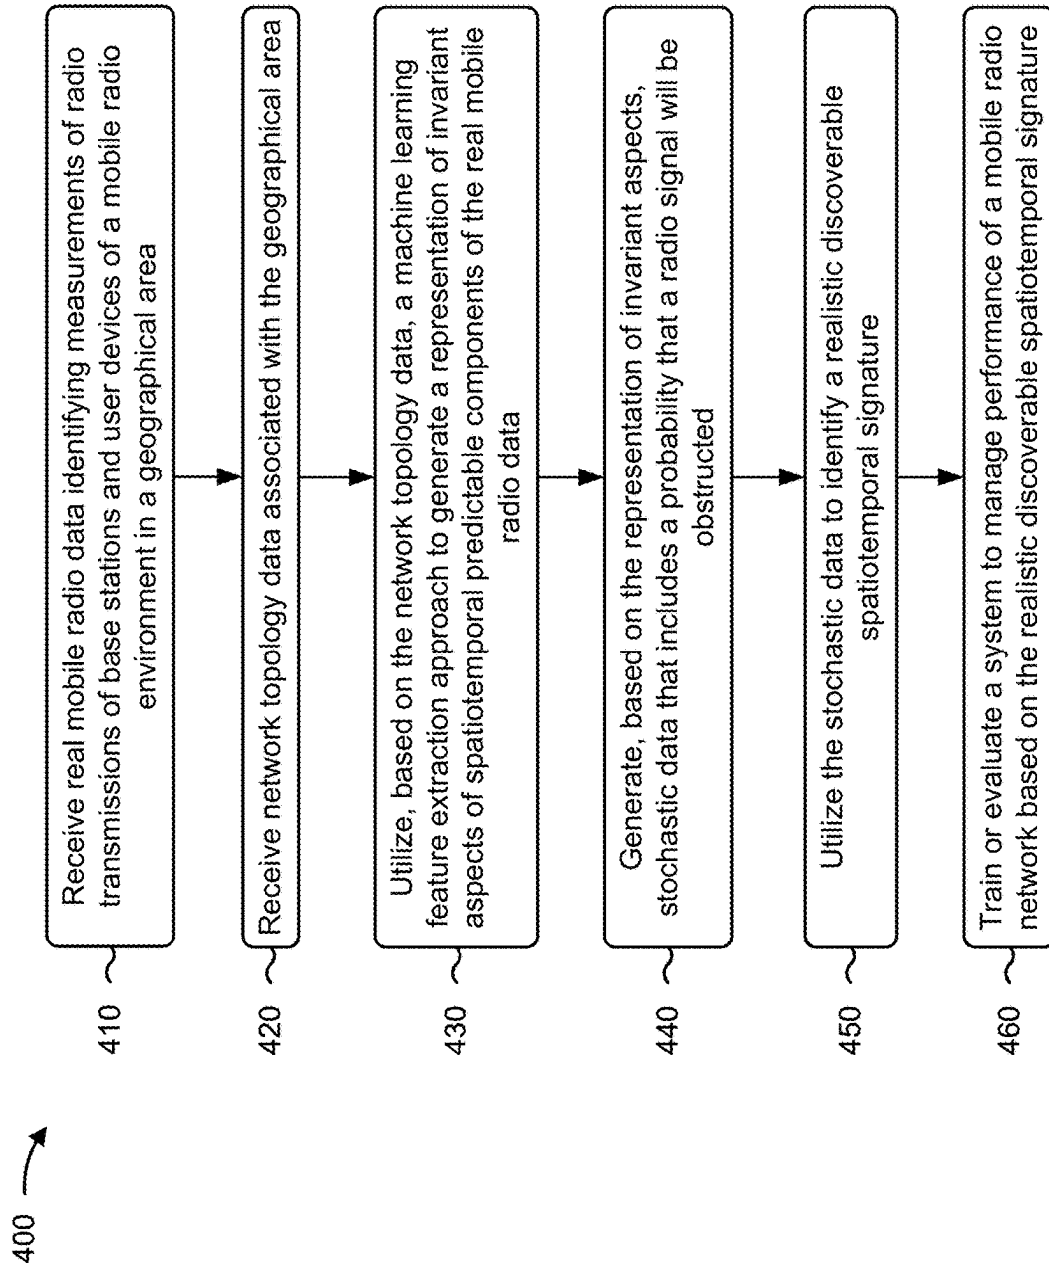 400
410
Receive real mobile radio data identifying measurements of radio
transmissions of base stations and user devices of a mobile radio
environment in a geographical area
420
Receive network topology data associated with the geographical area
430
Utilize, based on the network topology data, a machine learning
feature extraction approach to generate a representation of invariant
aspects of spatiotemporal predictable components of the real mobile
radio data
440
Generate, based on the representation of invariant aspects,
stochastic data that includes a probability that a radio signal will be
obstructed
450
Utilize the stochastic data to identify a realistic discoverable
spatiotemporal signature
460
Train or evaluate a system to manage performance of a mobile radio
network based on the realistic discoverable spatiotemporal signature